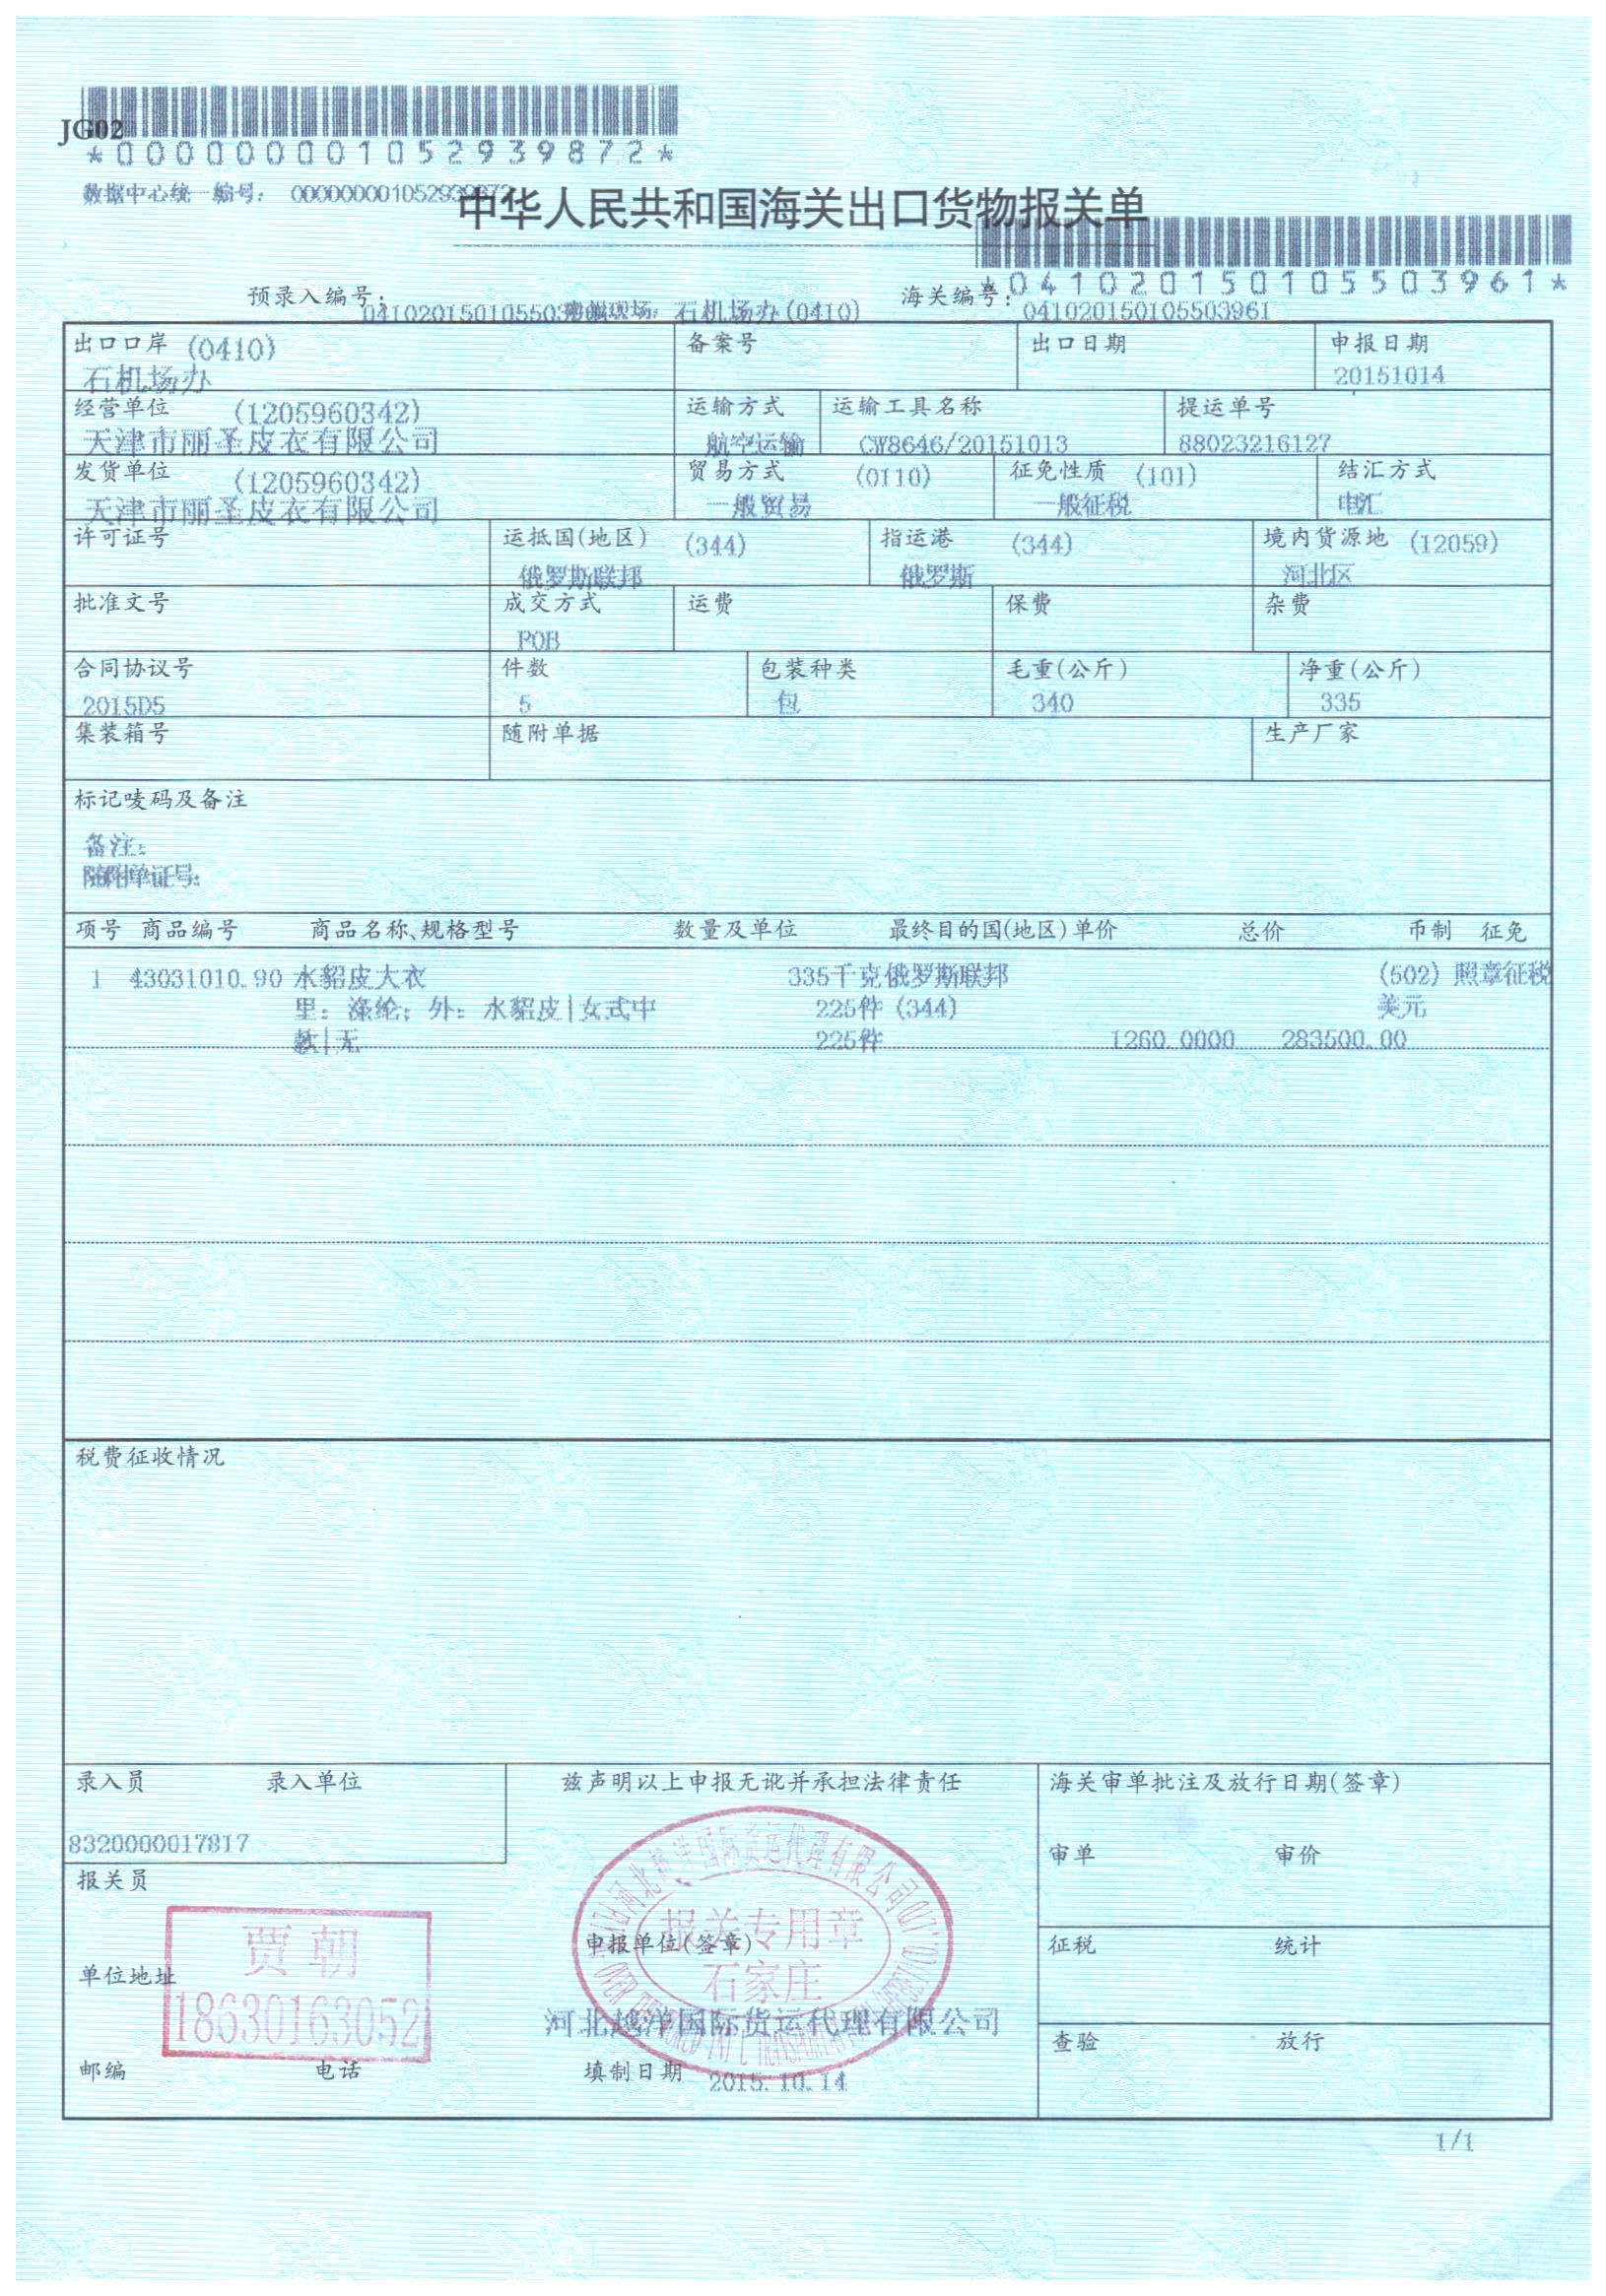 JG02
*000000001052939872*
数据中心统一编号： 000000001052939872
中华人民共和国海关出口货物报关单
*041020150105503961*
预录入编号： 海关编号：
石机场办(0410) 041020150105503961
出口口岸 (0410) 备案号 出口日期 申报日期
石机场办 20151014
经营单位 (1205960342) 运输方式 运输工具名称 提运单号
天津市丽圣皮衣有限公司 航空运输 CW8646/20151013 88023216127
发货单位 (1205960342) 贸易方式 (0110) 征免性质 (101) 结汇方式
天津市丽圣皮衣有限公司 一般贸易 一般征税 电汇
许可证号 运抵国(地区) (344) 指运港 (344) 境内货源地 (12059)
俄罗斯联邦 俄罗斯 河北区
批准文号 成交方式 运费 保费 杂费
FOB
合同协议号 件数 包装种类 毛重(公斤) 净重(公斤)
2015D5 5 包 340 335
集装箱号 随附单据 生产厂家
标记唛码及备注
备注：
随附单证号：
项号 商品编号 商品名称、规格型号 数量及单位 最终目的国(地区) 单价 总价 币制 征免
1 43031010.90 水貂皮大衣 335千克 俄罗斯联邦 (502) 照章征税
里：涤纶；外：水貂皮|女式中 225件 (344) 美元
款|无 225件 1260.0000 283500.00
税费征收情况
录入员 录入单位 兹声明以上申报无讹并承担法律责任 海关审单批注及放行日期(签章)
8320000017817
审单 审价
报关员
河北越洋国际货运代理有限公司
报关专用章
贾朝
申报单位(签章)
征税 统计
单位地址
石家庄
18630163052
河北越洋国际货运代理有限公司
查验 放行
邮编 电话 填制日期 2015.10.14
1/1